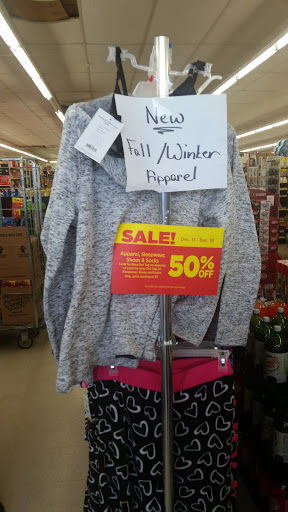 New
Fall/Winter
Apparel
SALE!
Dec. 13 - Dec. 19
Apparel, Sleepwear,
Shoes & Socks
50% OFF